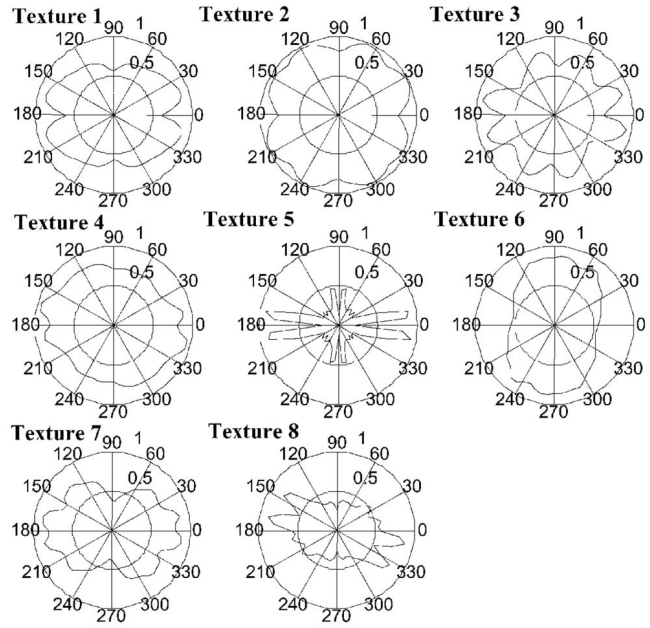 Texture 1 Texture 2 Texture 3
90 1 90 1 90 1
120 60 120 60 120 60
0.5 0.5 0.5
150 30 150 30 150 30
180 0 180 0 180 0
210 330 210 330 210 330
240 300 240 300 240 300
270 270 270
Texture 4 Texture 5 Texture 6
90 1 90 1 90 1
120 60 120 60 120 60
0.5 0.5 0.5
150 30 150 30 150 30
180 0 180 0 180 0
210 330 210 330 210 330
240 300 240 300 240 300
270 270 270
Texture 7 Texture 8
90 1 90 1
120 60 120 60
0.5 0.5
150 30 150 30
180 0 180 0
210 330 210 330
240 300 240 300
270 270